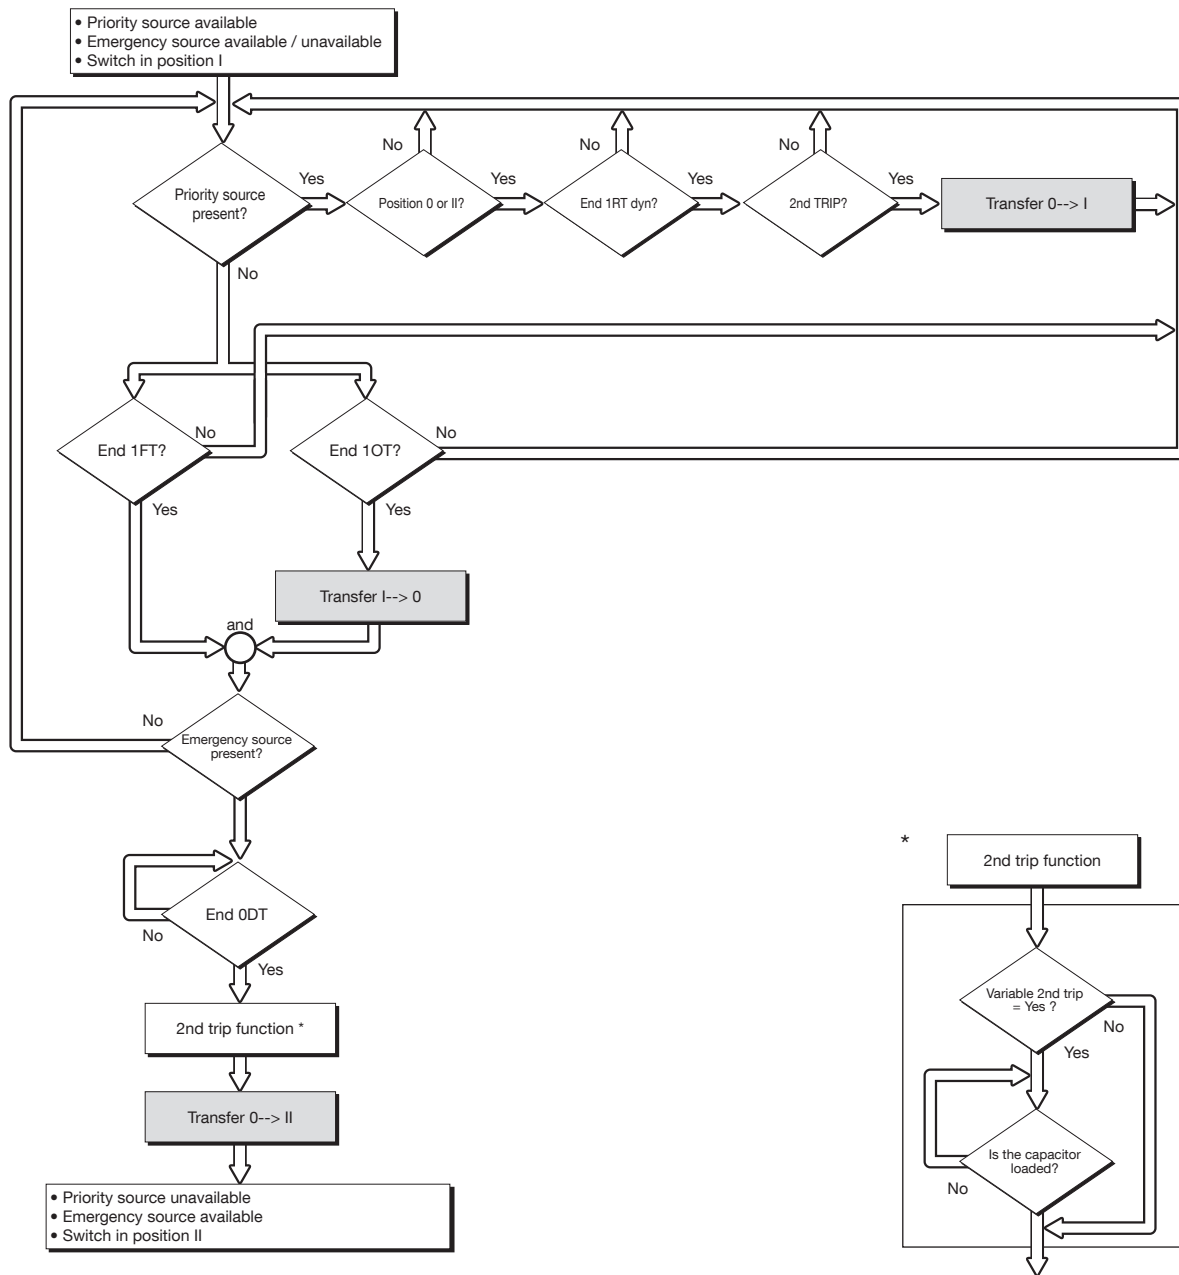 • Priority source available
• Emergency source available / unavailable
• Switch in position I
No
No
No
Priority source
present?
Yes
Position 0 or II?
Yes
End 1RT dyn?
Yes
2nd TRIP?
Yes
Transfer 0--> I
No
End 1FT?
No
End 1OT?
No
Yes
Yes
Transfer I--> 0
and
No
Emergency source
present?
End 0DT
No
Yes
2nd trip function *
Transfer 0--> II
• Priority source unavailable
• Emergency source available
• Switch in position II
*
2nd trip function
Variable 2nd trip
= Yes ?
No
Yes
Is the capacitor
loaded?
No